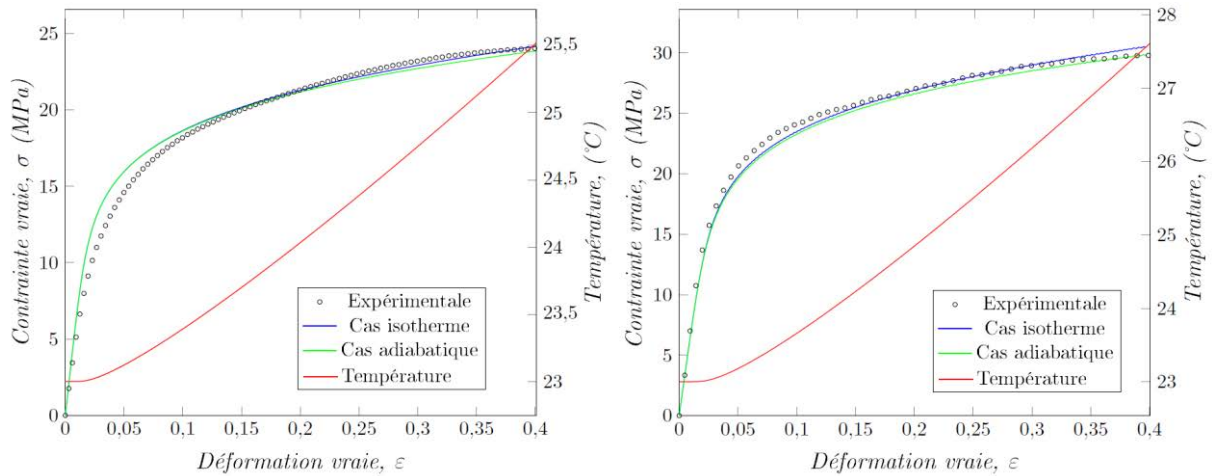 Contrainte vraie, σ (MPa)
25
20
15
10
5
0
25,5
25
24,5
24
23,5
23
Température, (°C)
Expérimentale
Cas isotherme
Cas adiabatique
Température
0 0,05 0,1 0,15 0,2 0,25 0,3 0,35 0,4
Déformation vraie, ε
Contrainte vraie, σ (MPa)
30
25
20
15
10
5
0
28
27
26
25
24
23
Température, (°C)
Expérimentale
Cas isotherme
Cas adiabatique
Température
0 0,05 0,1 0,15 0,2 0,25 0,3 0,35 0,4
Déformation vraie, ε